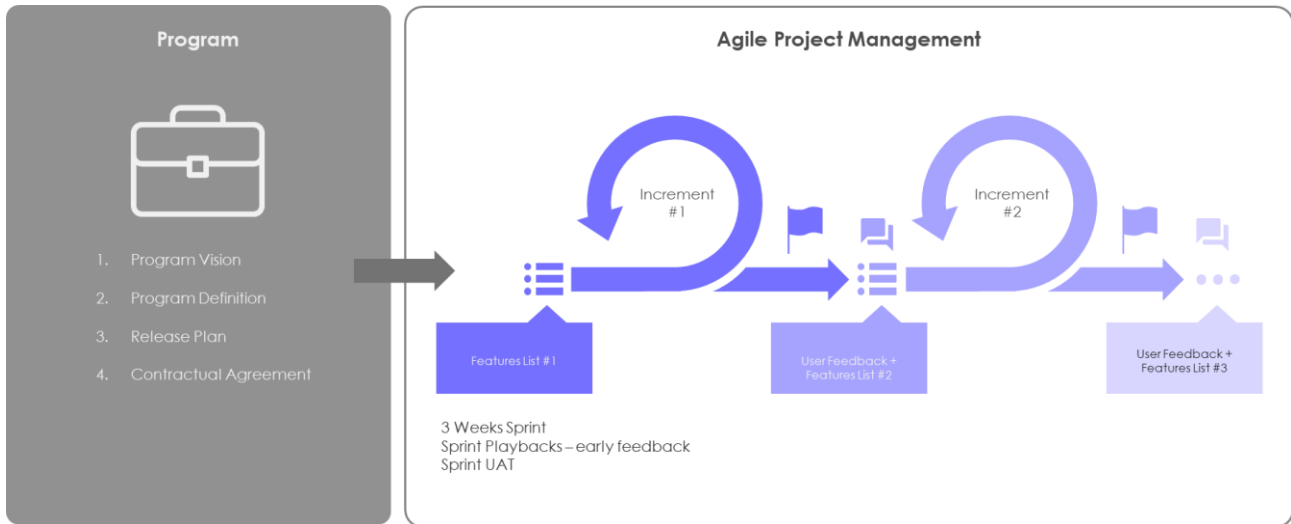 Program
1. Program Vision
2. Program Definition
3. Release Plan
4. Contractual Agreement
Agile Project Management
Increment
#1
Increment
#2
Features List #1
User Feedback +
Features List #2
User Feedback +
Features List #3
3 Weeks Sprint
Sprint Playbacks – early feedback
Sprint UAT